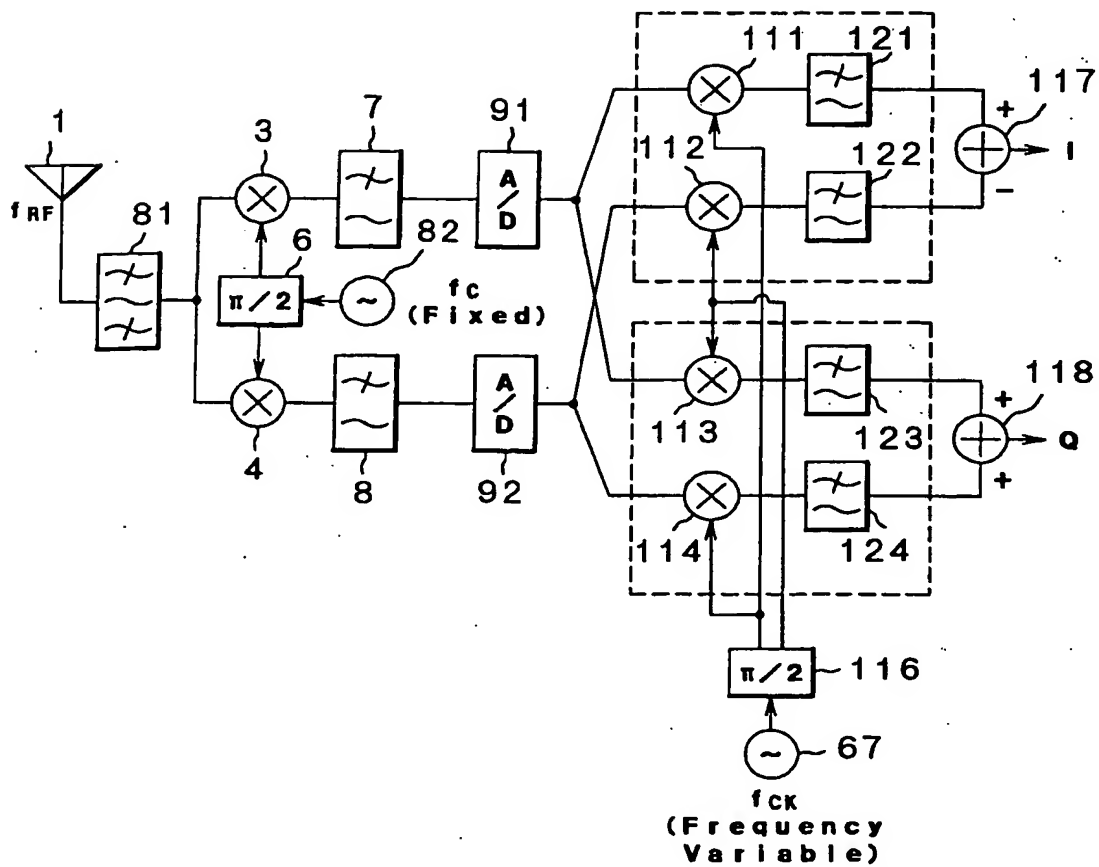 111
121
117
+
1
f RF
81
3
7
91
A/D
112
122
I
−
6
π/2
82
~
fC
(Fixed)
4
8
A/D
92
113
123
118
+
Q
+
114
124
π/2
116
~
67
fCK
(Frequency
Variable)